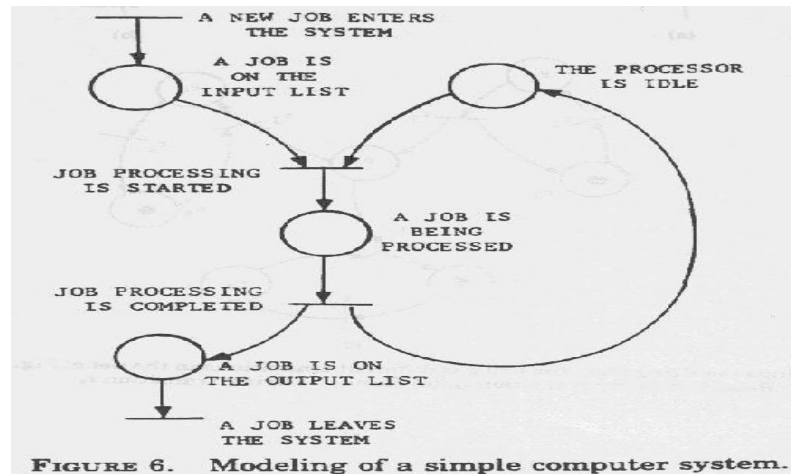 A NEW JOB ENTERS
THE SYSTEM
A JOB IS
ON THE
INPUT LIST
THE PROCESSOR
IS IDLE
JOB PROCESSING
IS STARTED
A JOB IS
BEING
PROCESSED
JOB PROCESSING
IS COMPLETED
A JOB IS ON
THE OUTPUT LIST
A JOB LEAVES
THE SYSTEM
FIGURE 6. Modeling of a simple computer system.